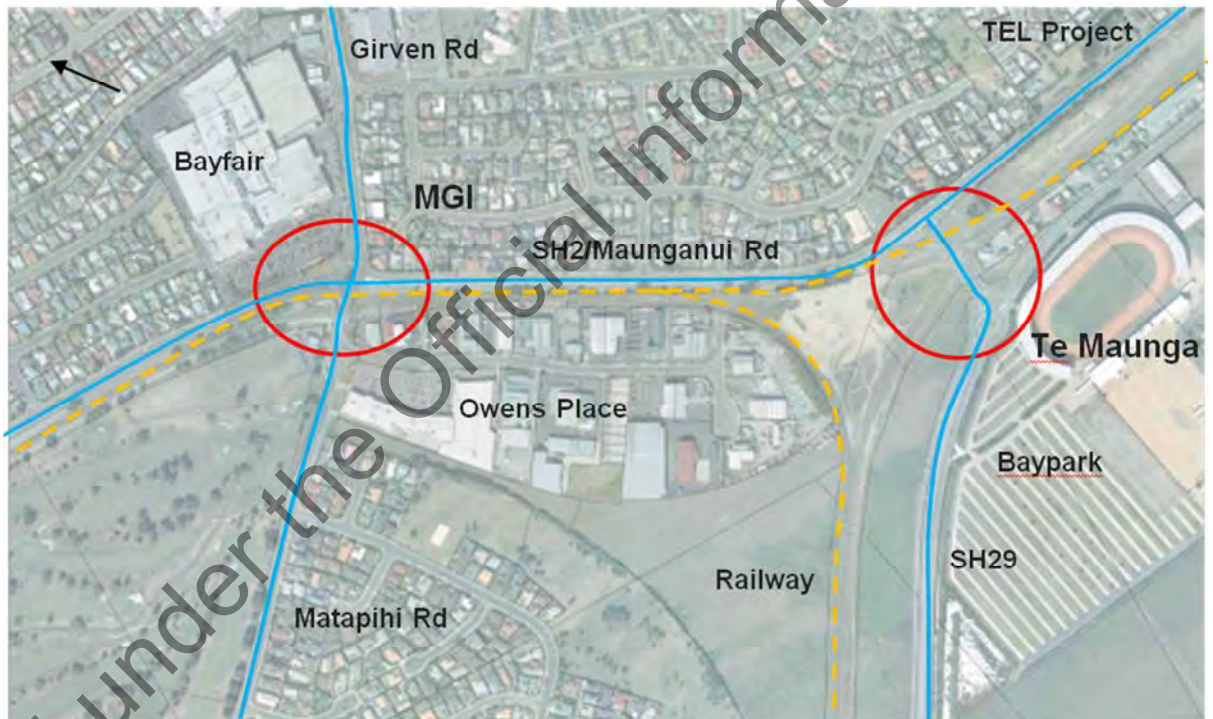 Girven Rd
TEL Project
Bayfair
MGI
SH2/Maunganui Rd
Te Maunga
Owens Place
Baypark
Railway
SH29
Matapihi Rd
under the Official Informa